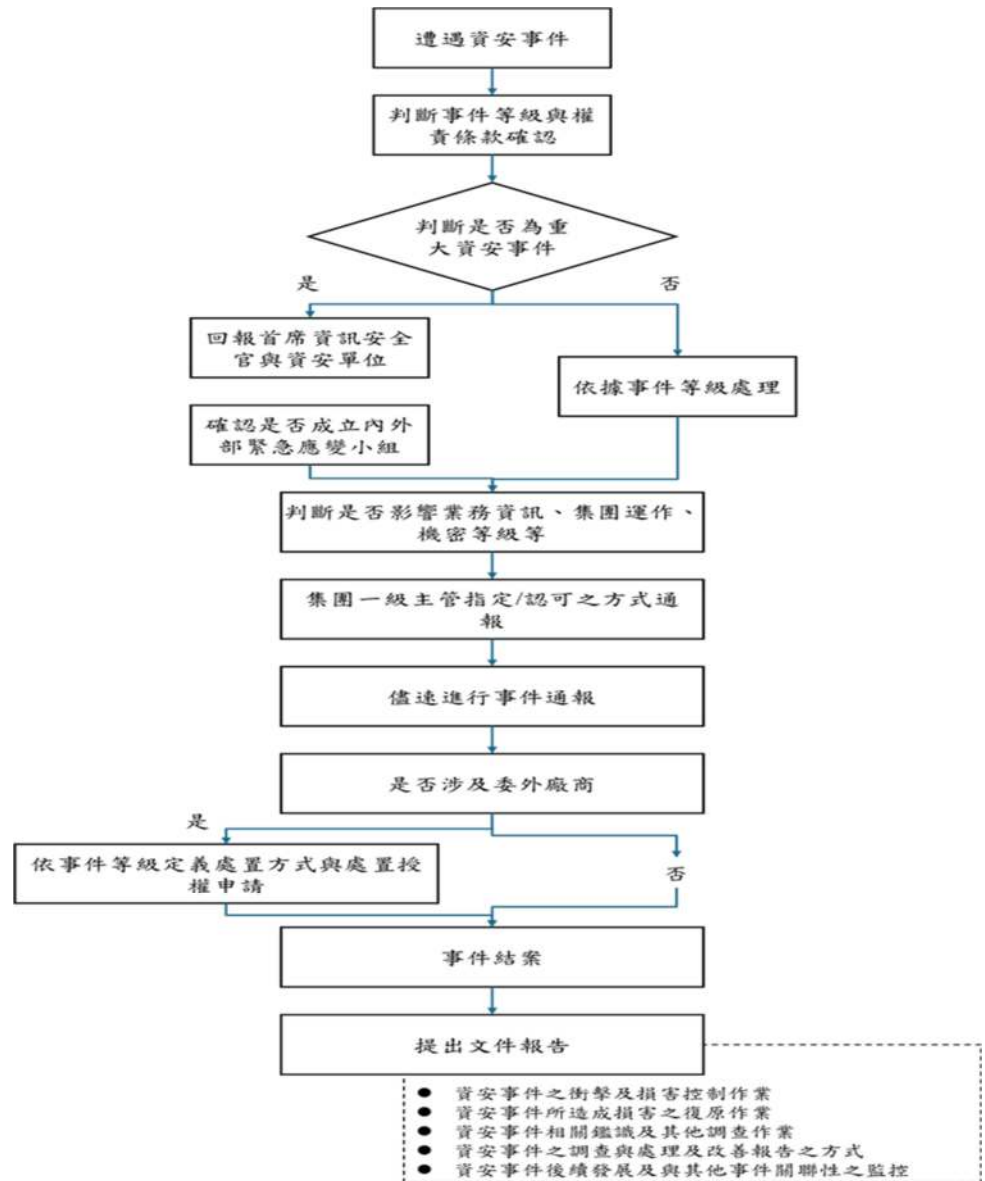 遭遇資安事件
判斷事件等級與權
責條款確認
判斷是否為重
大資安事件
是
否
回報首席資訊安全
官與資安單位
依據事件等級處理
確認是否成立內外
部緊急應變小組
判斷是否影響業務資訊、集團運作、
機密等級等
集團一級主管指定/認可之方式通
報
儘速進行事件通報
是否涉及委外廠商
是
否
依事件等級定義處置方式與處置授
權申請
事件結案
提出文件報告
● 資安事件之衝擊及損害控制作業
● 資安事件所造成損害之復原作業
● 資安事件相關鑑識及其他調查作業
● 資安事件之調查與處理及改善報告之方式
● 資安事件後續發展及與其他事件關聯性之監控